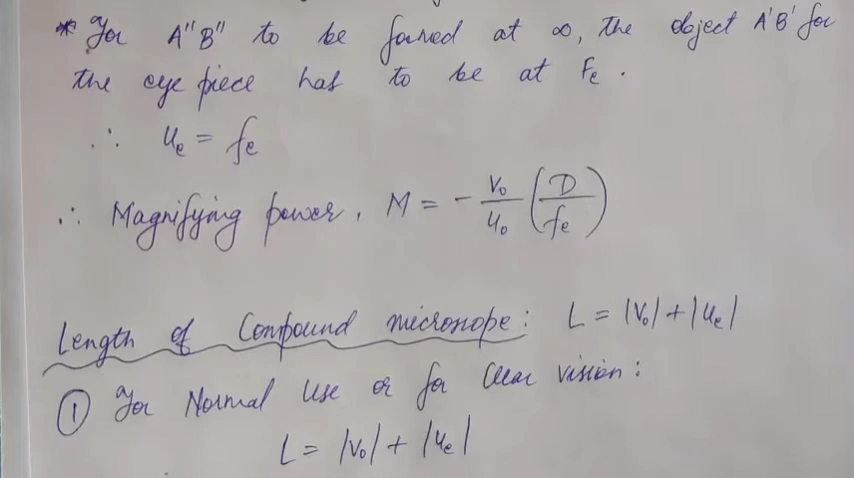 * For A"B" to be formed at ∞, the object A'B' for
the eye piece has to be at Fe.
∴ ue = fe
∴ Magnifying power, M = - Vo/uo (D/fe)
Length of Compound microscope: L = |Vo| + |ue|
① For Normal Use or for Clear vision:
L = |Vo| + |ue|